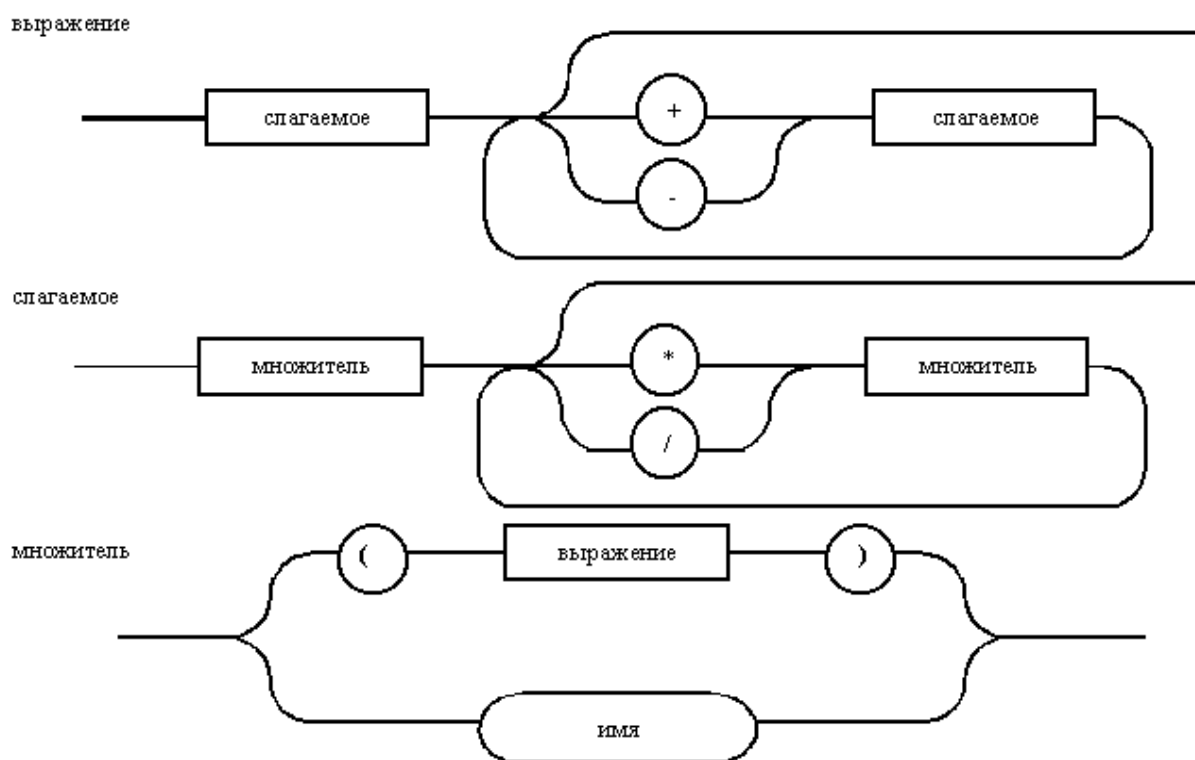 выражение
слагаемое
+
-
слагаемое
слагаемое
множитель
*
/
множитель
множитель
(
выражение
)
имя